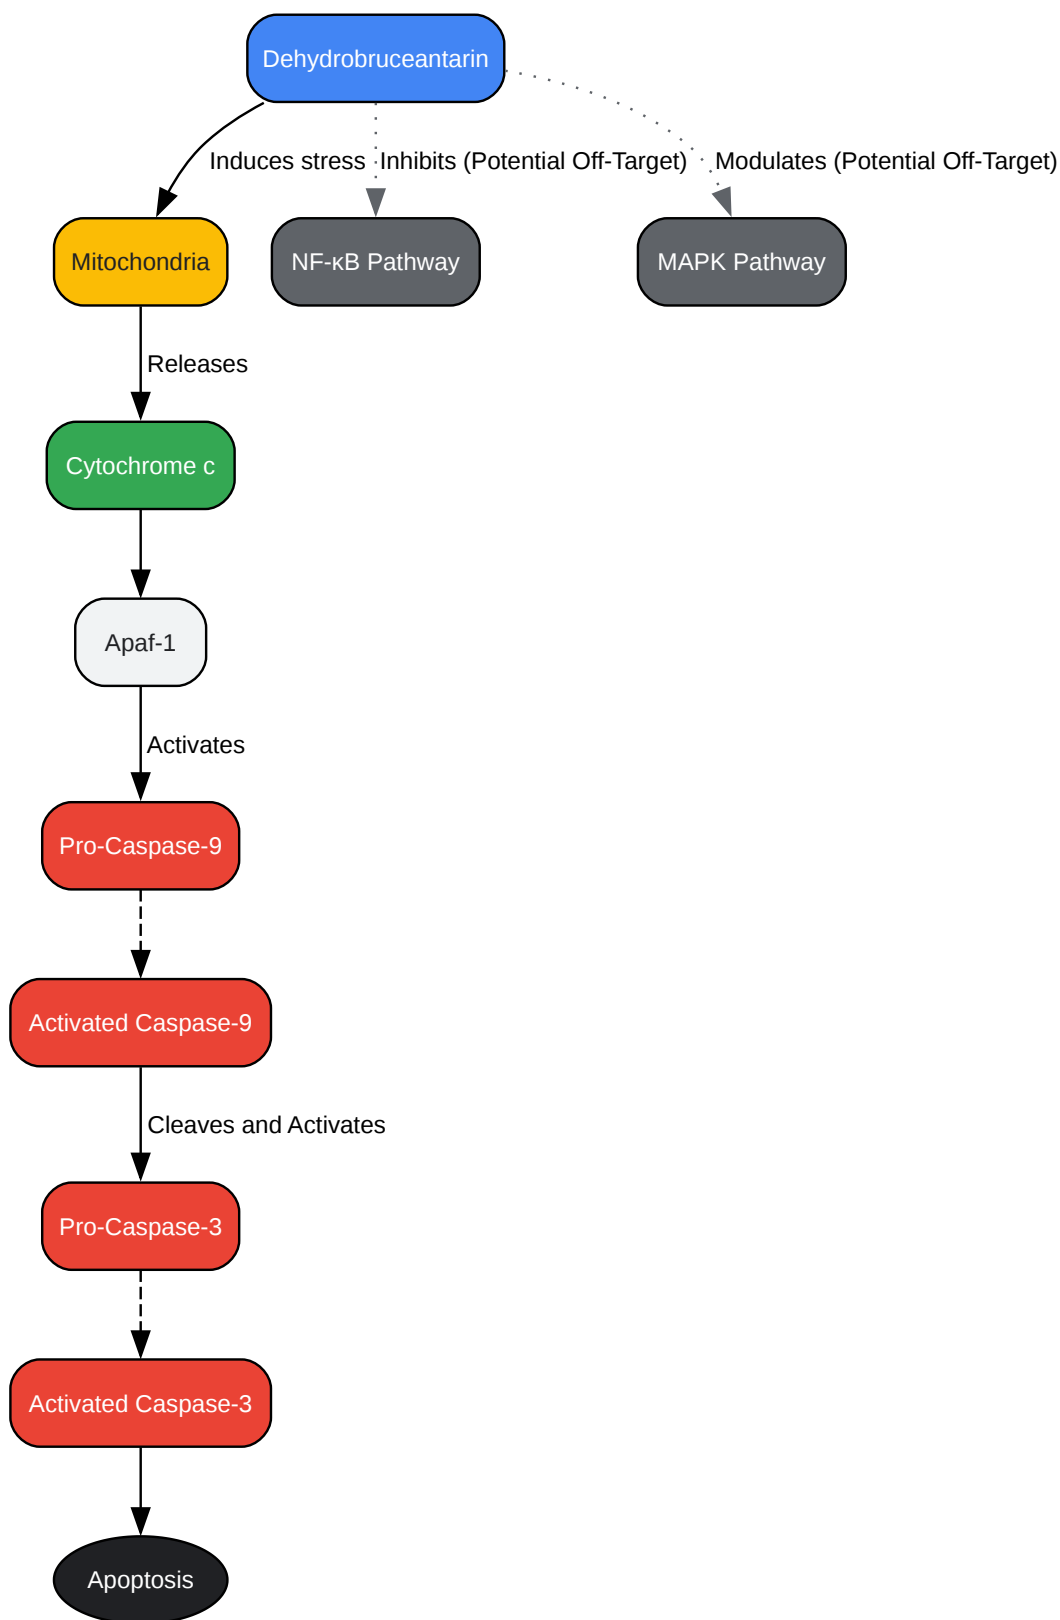 Dehydrobruceantarin
Induces stress
Inhibits (Potential Off-Target)
Modulates (Potential Off-Target)
Mitochondria
NF-κB Pathway
MAPK Pathway
Releases
Cytochrome c
Apaf-1
Activates
Pro-Caspase-9
Activated Caspase-9
Cleaves and Activates
Pro-Caspase-3
Activated Caspase-3
Apoptosis